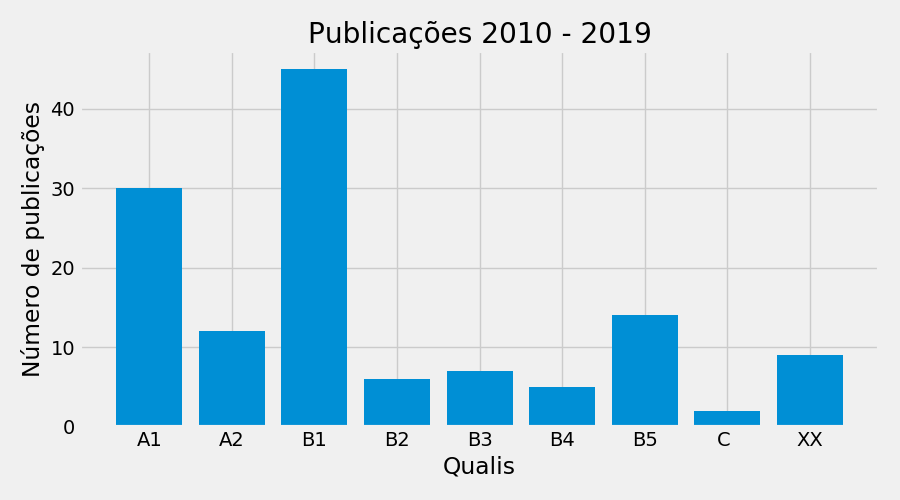 Publicações 2010 - 2019
Número de publicações
40
30
20
10
0
A1 A2 B1 B2 B3 B4 B5 C XX
Qualis